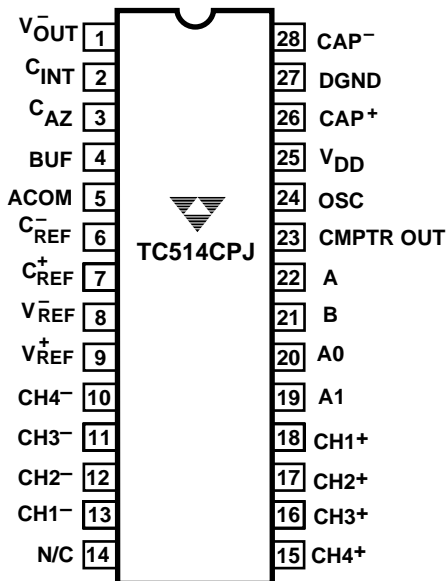 V⁻OUT 1 28 CAP⁻
CINT 2 27 DGND
CAZ 3 26 CAP⁺
BUF 4 25 VDD
ACOM 5 24 OSC
C⁻REF 6 23 CMPTR OUT
TC514CPJ
C⁺REF 7 22 A
V⁻REF 8 21 B
V⁺REF 9 20 A0
CH4⁻ 10 19 A1
CH3⁻ 11 18 CH1⁺
CH2⁻ 12 17 CH2⁺
CH1⁻ 13 16 CH3⁺
N/C 14 15 CH4⁺